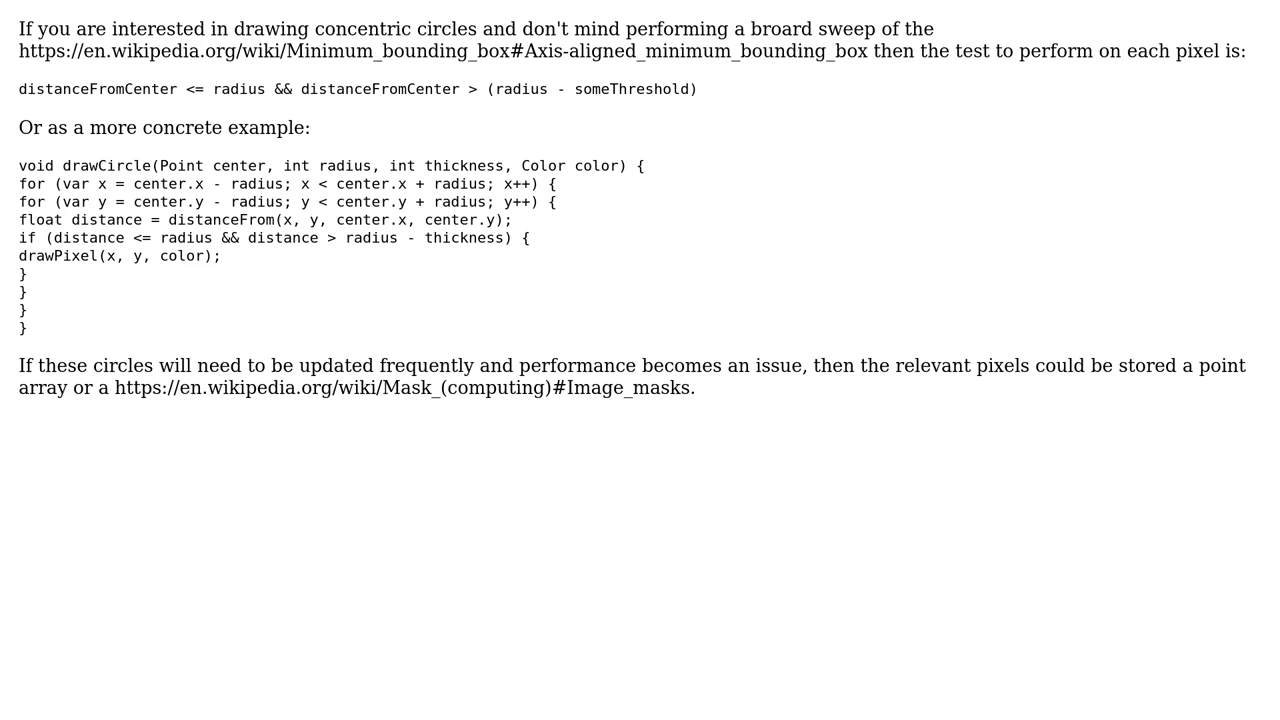 If you are interested in drawing concentric circles and don't mind performing a broard sweep of the
https://en.wikipedia.org/wiki/Minimum_bounding_box#Axis-aligned_minimum_bounding_box then the test to perform on each pixel is:
distanceFromCenter <= radius && distanceFromCenter > (radius - someThreshold)
Or as a more concrete example:
void drawCircle(Point center, int radius, int thickness, Color color) {
for (var x = center.x - radius; x < center.x + radius; x++) {
for (var y = center.y - radius; y < center.y + radius; y++) {
float distance = distanceFrom(x, y, center.x, center.y);
if (distance <= radius && distance > radius - thickness) {
drawPixel(x, y, color);
}
}
}
}
If these circles will need to be updated frequently and performance becomes an issue, then the relevant pixels could be stored a point
array or a https://en.wikipedia.org/wiki/Mask_(computing)#Image_masks.